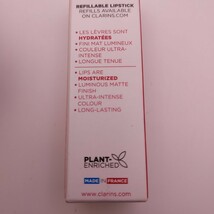 REFILLABLE LIPSTICK
REFILLS AVAILABLE
ON CLARINS.COM
• LES LÈVRES SONT
HYDRATÉES
• FINI MAT LUMINEUX
• COULEUR ULTRA-
INTENSE
• LONGUE TENUE
• LIPS ARE
MOISTURIZED
• LUMINOUS MATTE
FINISH
• ULTRA-INTENSE
COLOUR
• LONG-LASTING
PLANT-
ENRICHED
MADE IN FRANCE
www.clarins.com